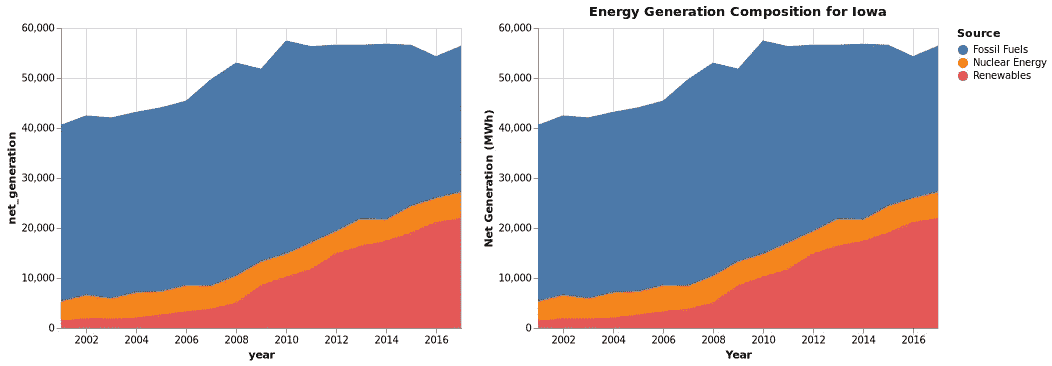 Energy Generation Composition for Iowa
60,000
50,000
40,000
30,000
20,000
10,000
0
net_generation
2002 2004 2006 2008 2010 2012 2014 2016
year
60,000
50,000
40,000
30,000
20,000
10,000
0
Net Generation (MWh)
2002 2004 2006 2008 2010 2012 2014 2016
Year
Source
Fossil Fuels
Nuclear Energy
Renewables